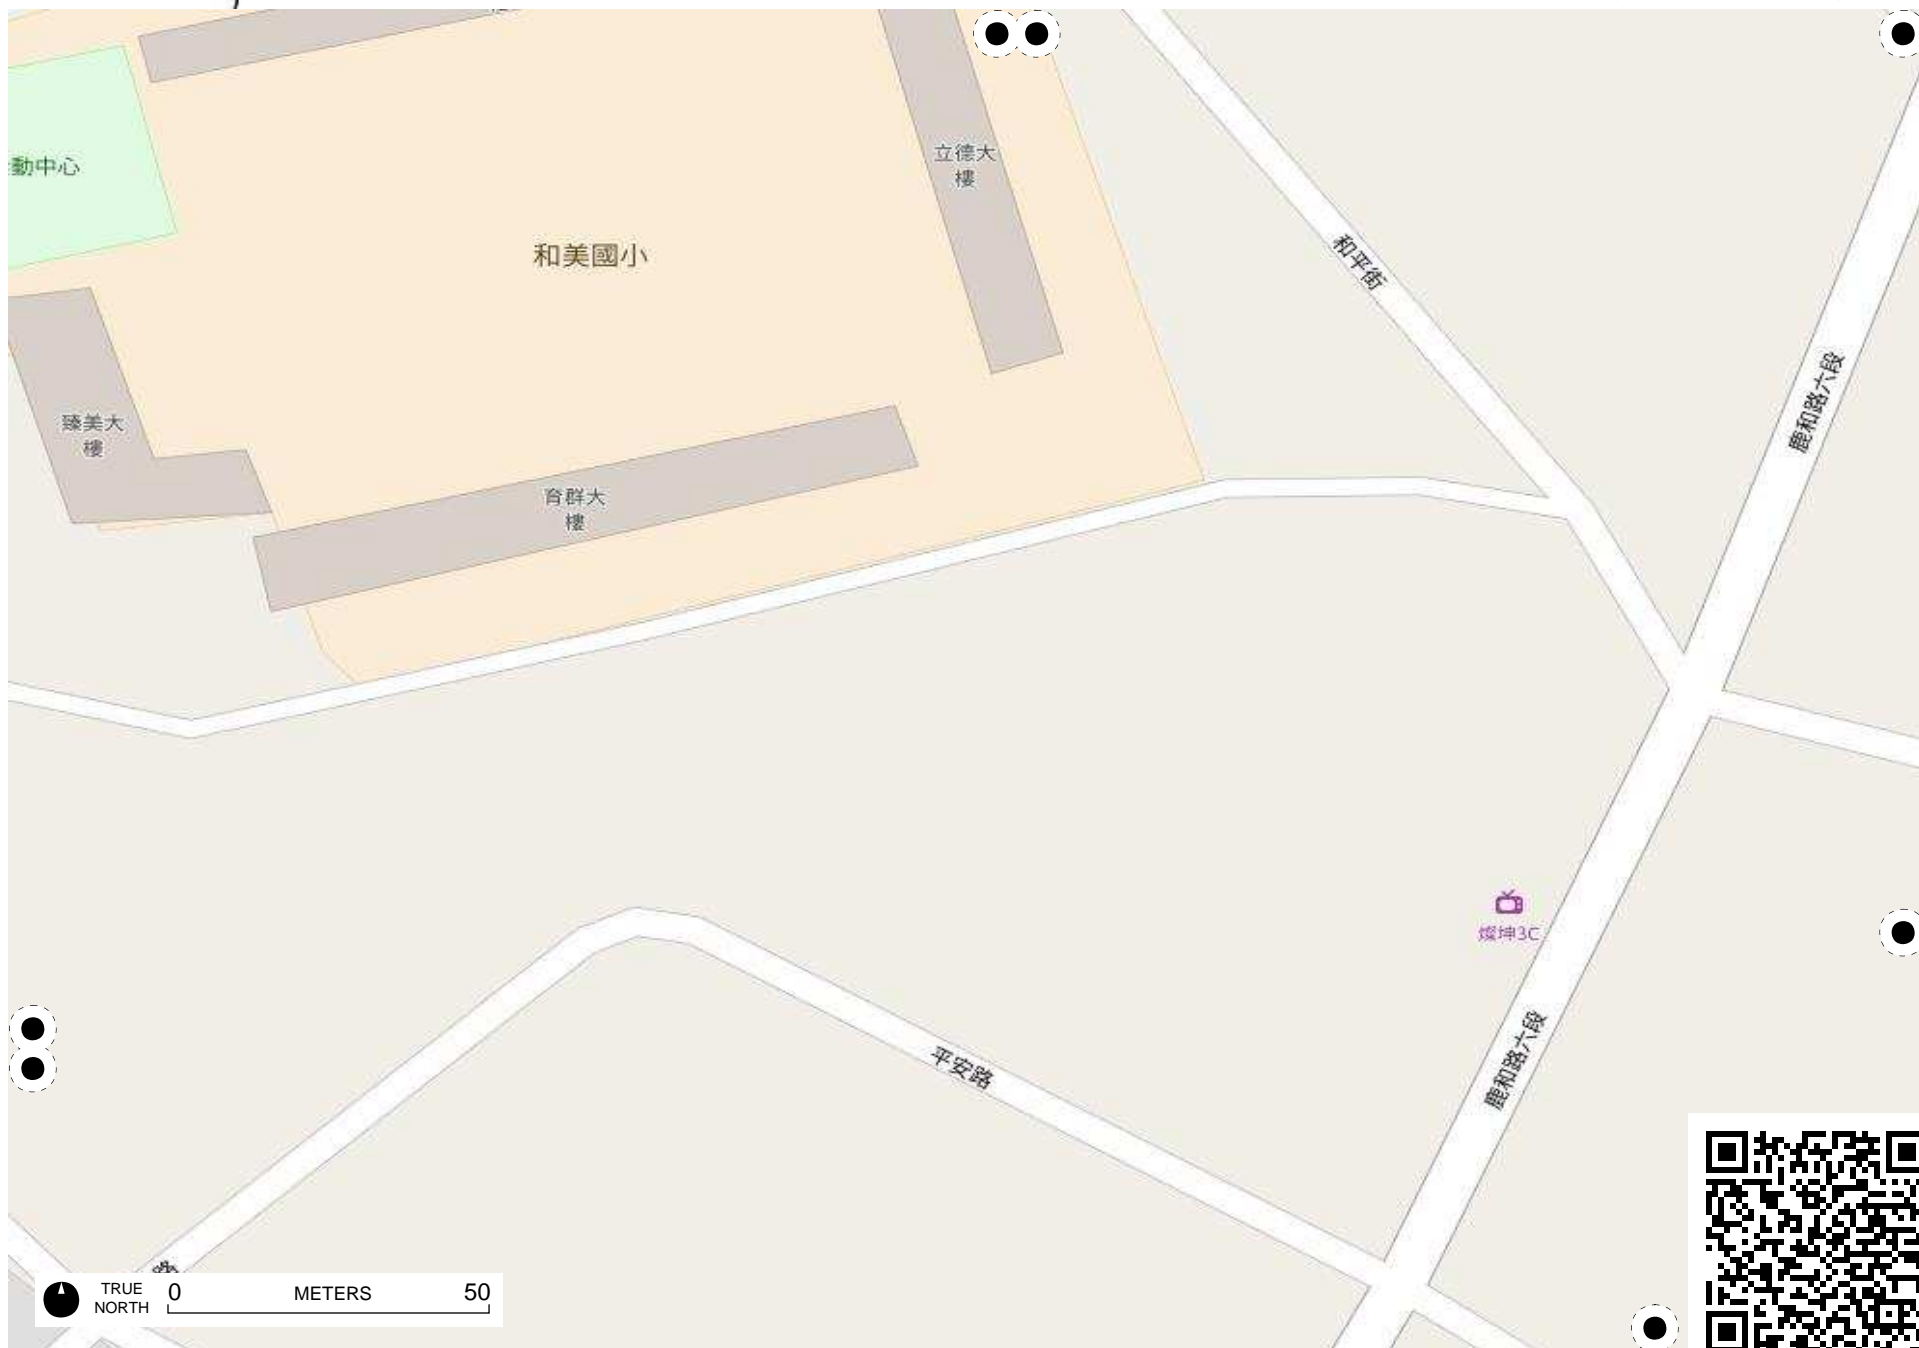 立德大
樓
動中心
和美國小
和平街
鹿和路六段
臻美大
樓
育群大
樓
燦坤3C
鹿和路六段
平安路
路
TRUE
NORTH
0 METERS 50